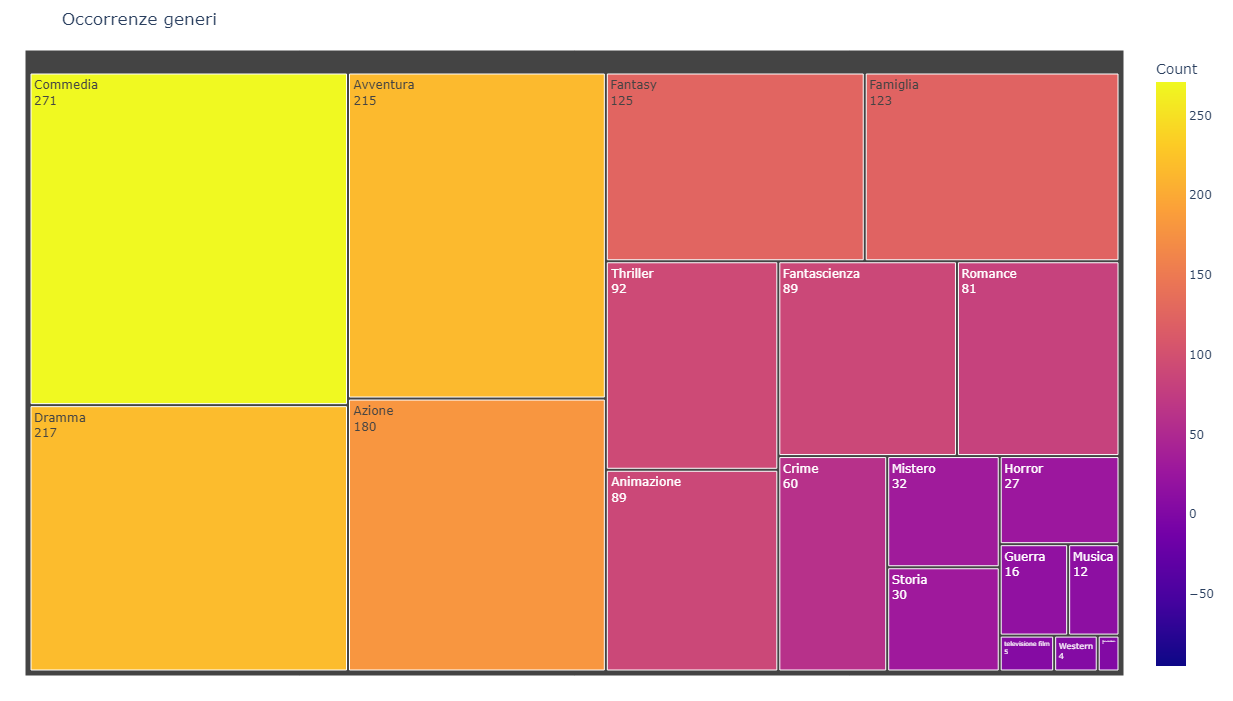 Occorrenze generi
Commedia
271
Avventura
215
Fantasy
125
Famiglia
123
Thriller
92
Fantascienza
89
Romance
81
Dramma
217
Azione
180
Animazione
89
Crime
60
Mistero
32
Horror
27
Storia
30
Guerra
16
Musica
12
televisione film
5
Western
4
Count
250
200
150
100
50
0
−50